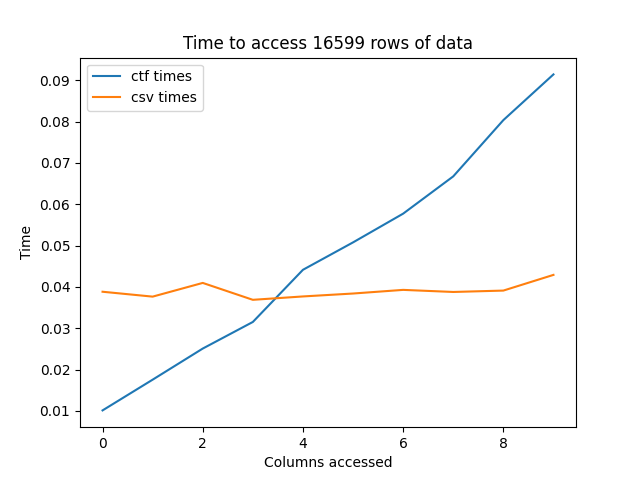 Time to access 16599 rows of data
ctf times
csv times
0.09
0.08
0.07
0.06
0.05
0.04
0.03
0.02
0.01
Time
0 2 4 6 8
Columns accessed